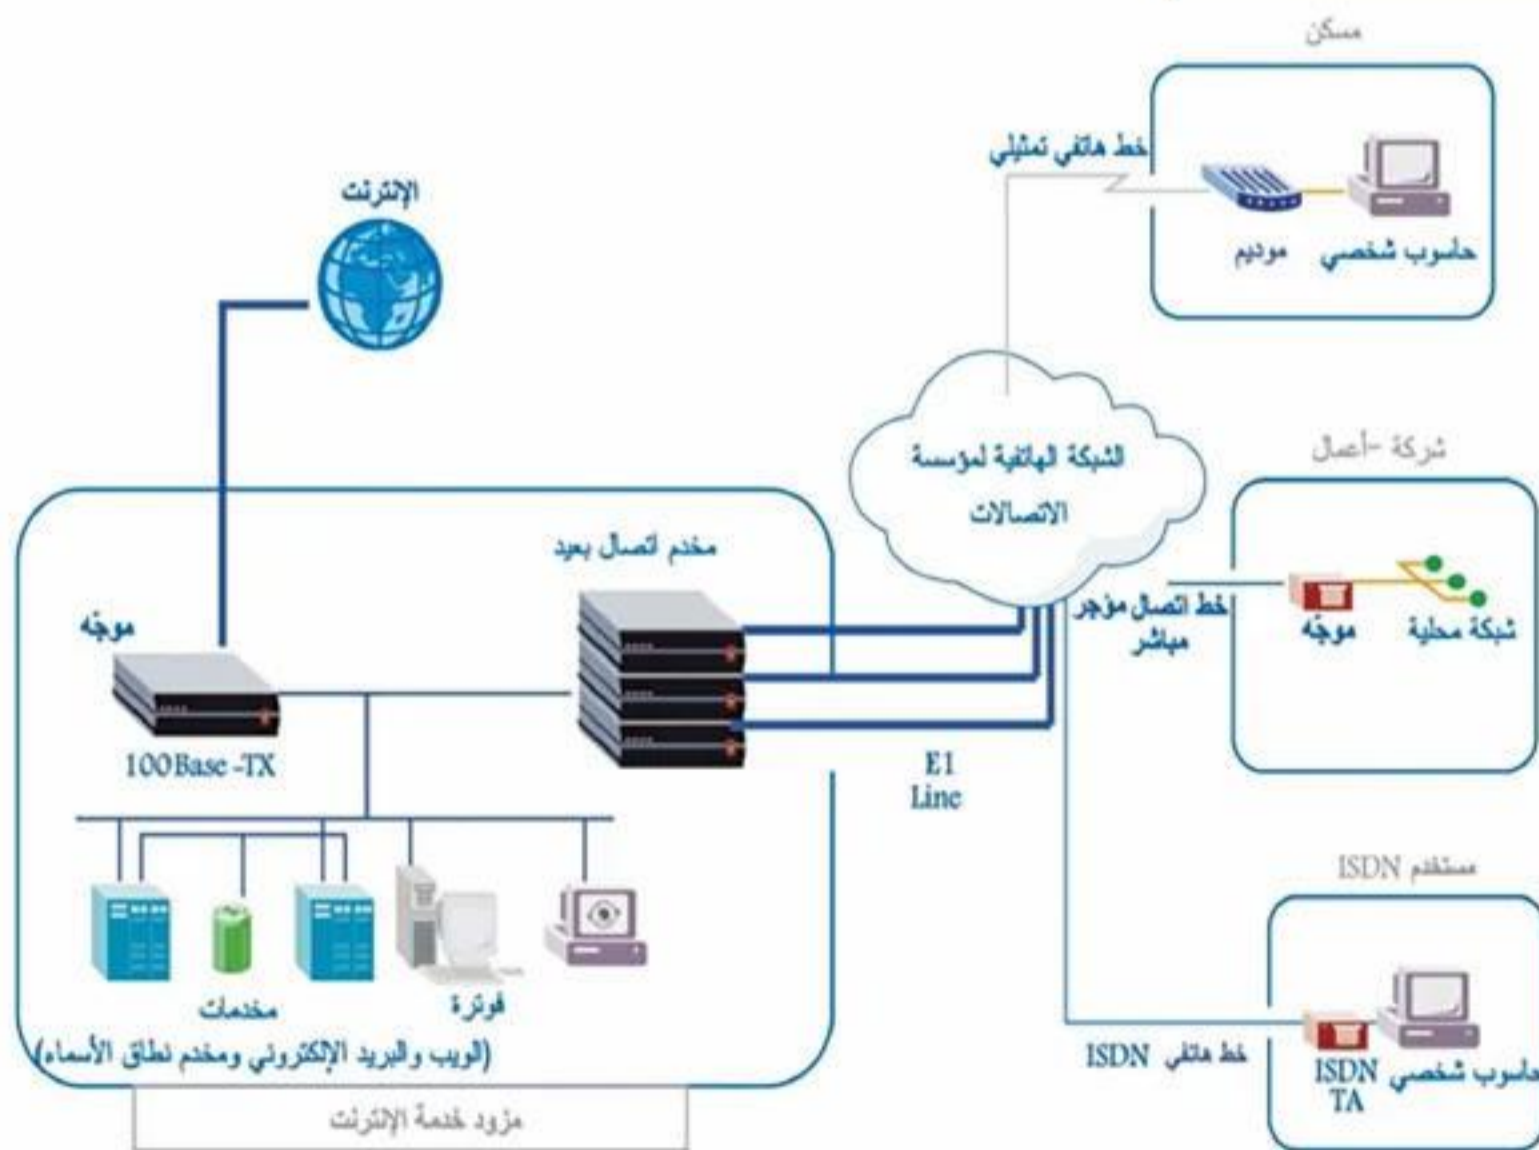 مسكن
خط هاتفي تمثيلي
موديم
حاسوب شخصي
الإنترنت
الشبكة الهاتفية لمؤسسة
الاتصالات
شركة -أعمال
خط اتصال مؤجر
مباشر
موجّه
شبكة محلية
مخدم اتصال بعيد
موجّه
100Base -TX
E1
Line
مخدمات
فوترة
(الويب والبريد الإلكتروني ومخدم نطاق الأسماء)
مزود خدمة الإنترنت
مستخدم ISDN
خط هاتفي ISDN
ISDN
TA
حاسوب شخصي